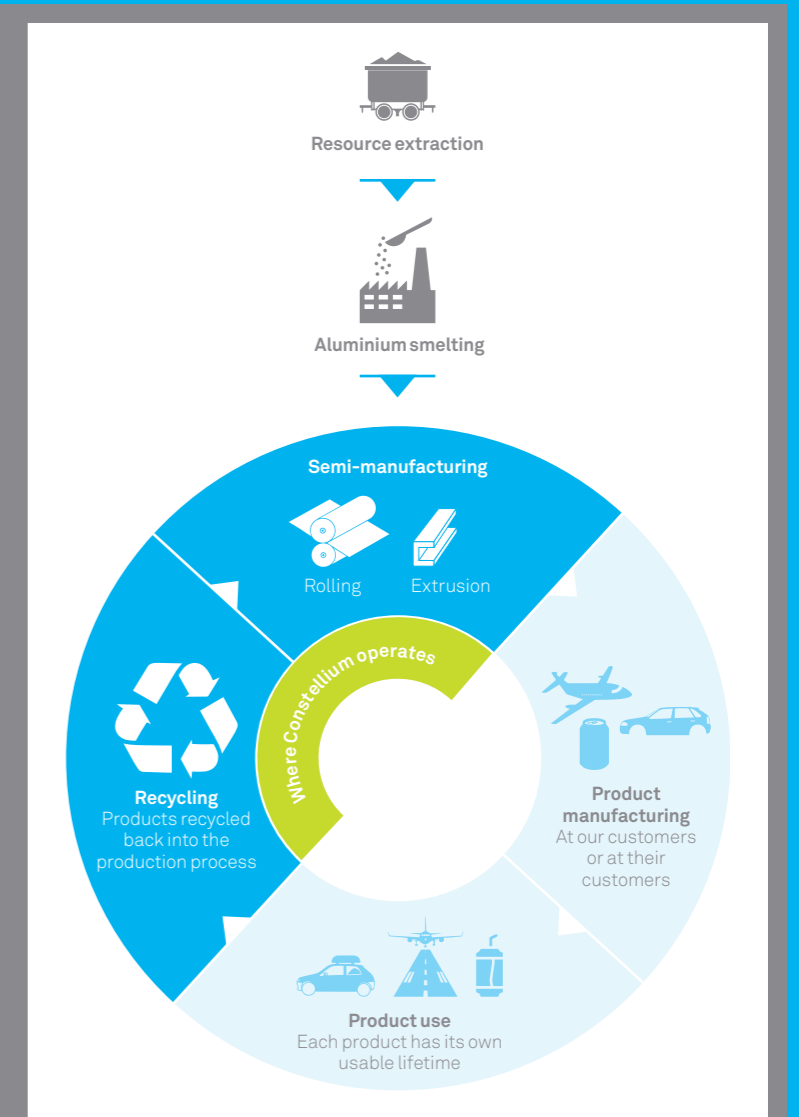 Resource extraction
Aluminium smelting
Semi-manufacturing
Rolling
Extrusion
Where Constellium operates
Recycling
Products recycled
back into the
production process
Product
manufacturing
At our customers
or at their
customers
Product use
Each product has its own
usable lifetime